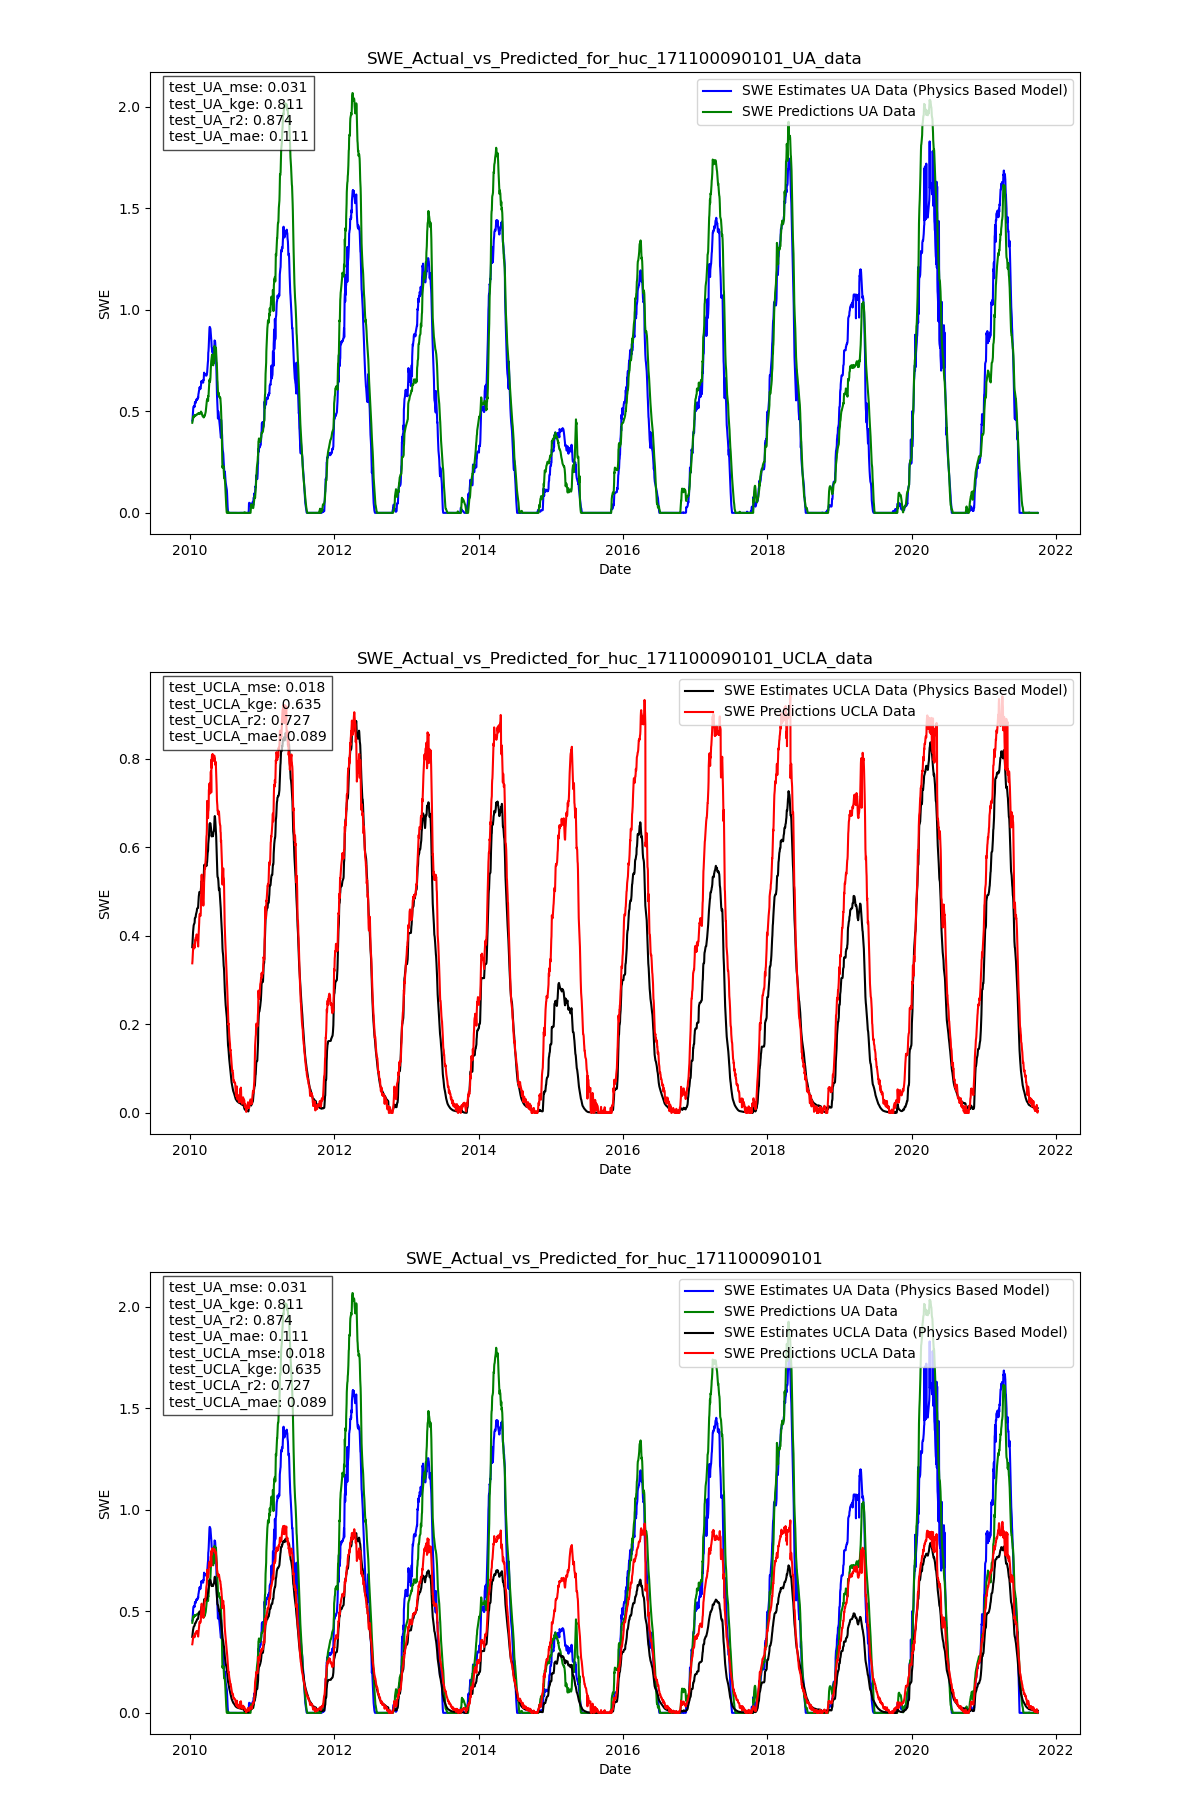 SWE_Actual_vs_Predicted_for_huc_171100090101_UA_data
test_UA_mse: 0.031
test_UA_kge: 0.811
test_UA_r2: 0.874
test_UA_mae: 0.111
SWE Estimates UA Data (Physics Based Model)
SWE Predictions UA Data
2.0
1.5
1.0
0.5
0.0
SWE
2010
2012
2014
2016
2018
2020
2022
Date
SWE_Actual_vs_Predicted_for_huc_171100090101_UCLA_data
test_UCLA_mse: 0.018
test_UCLA_kge: 0.635
test_UCLA_r2: 0.727
test_UCLA_mae: 0.089
SWE Estimates UCLA Data (Physics Based Model)
SWE Predictions UCLA Data
0.8
0.6
0.4
0.2
0.0
SWE
2010
2012
2014
2016
2018
2020
2022
Date
SWE_Actual_vs_Predicted_for_huc_171100090101
test_UA_mse: 0.031
test_UA_kge: 0.811
test_UA_r2: 0.874
test_UA_mae: 0.111
test_UCLA_mse: 0.018
test_UCLA_kge: 0.635
test_UCLA_r2: 0.727
test_UCLA_mae: 0.089
SWE Estimates UA Data (Physics Based Model)
SWE Predictions UA Data
SWE Estimates UCLA Data (Physics Based Model)
SWE Predictions UCLA Data
2.0
1.5
1.0
0.5
0.0
SWE
2010
2012
2014
2016
2018
2020
2022
Date